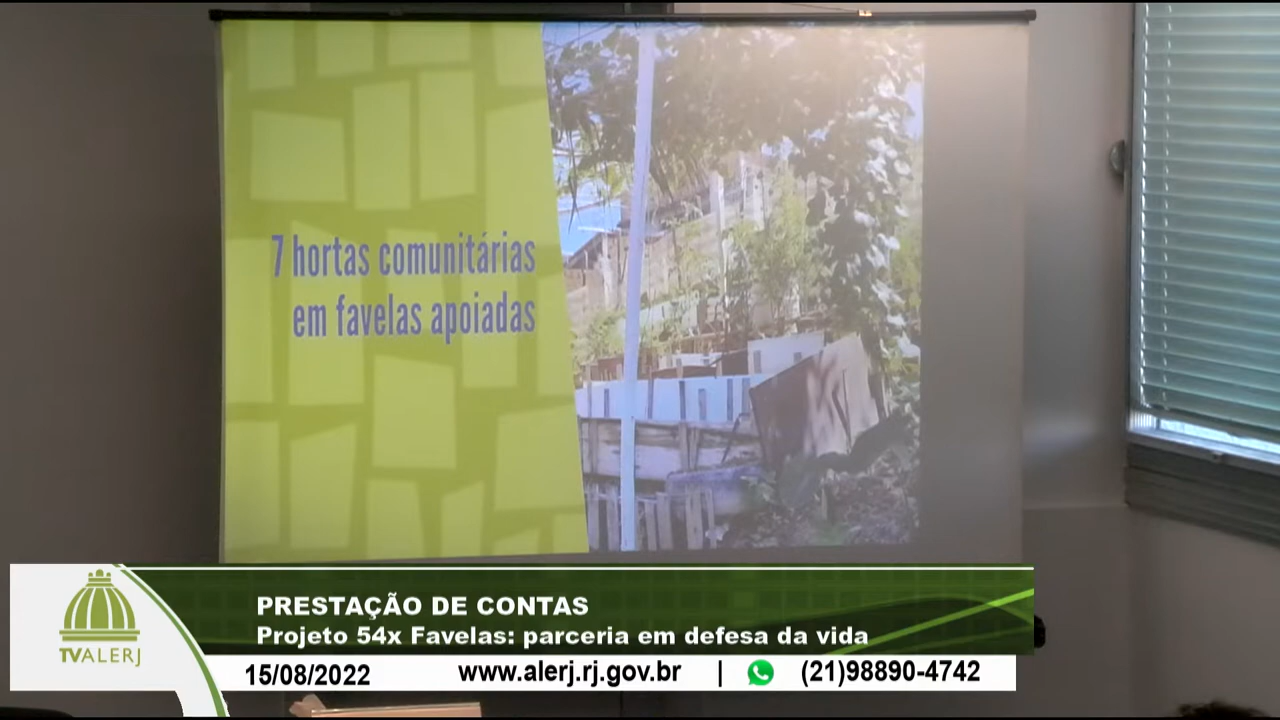 7 hortas comunitárias
em favelas apoiadas
PRESTAÇÃO DE CONTAS
Projeto 54x Favelas: parceria em defesa da vida
TVALERJ
15/08/2022 www.alerj.rj.gov.br | (21)98890-4742